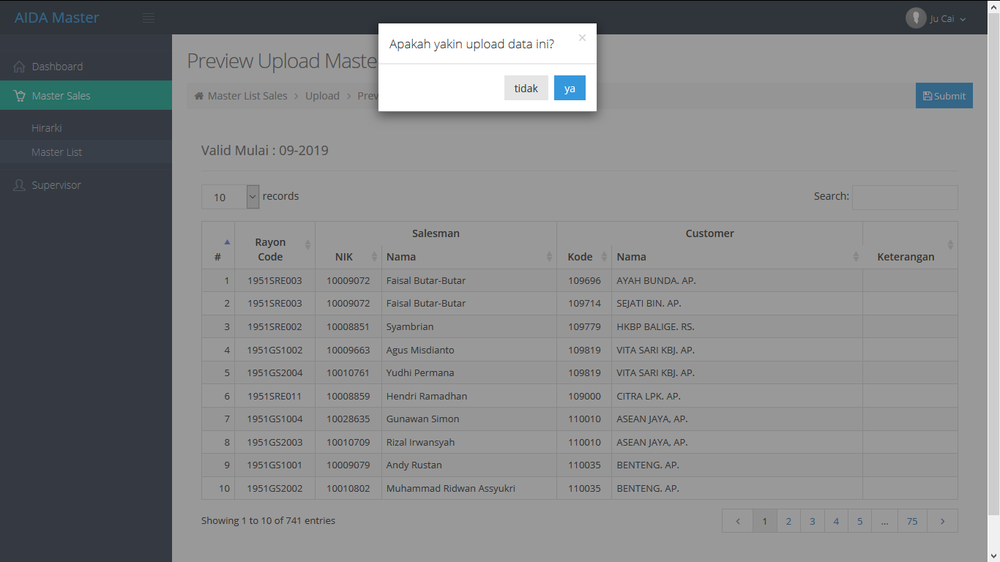 AIDA Master
Ju Cai
Apakah yakin upload data ini?
×
tidak
ya
Dashboard
Master Sales
Hirarki
Master List
Supervisor
Preview Upload Maste
Master List Sales > Upload >
Submit
Valid Mulai : 09-2019
10 records
Search:
# Rayon Code Salesman Customer Keterangan
NIK Nama Kode Nama
1 1951SRE003 10009072 Faisal Butar-Butar 109696 AYAH BUNDA. AP.
2 1951SRE003 10009072 Faisal Butar-Butar 109714 SEJATI BIN. AP.
3 1951SRE002 10008851 Syambrian 109779 HKBP BALIGE. RS.
4 1951GS1002 10009663 Agus Misdianto 109819 VITA SARI KBJ. AP.
5 1951GS2004 10010761 Yudhi Permana 109819 VITA SARI KBJ. AP.
6 1951SRE011 10008859 Hendri Ramadhan 109000 CITRA LPK. AP.
7 1951GS1004 10028635 Gunawan Simon 110010 ASEAN JAYA, AP.
8 1951GS2003 10010709 Rizal Irwansyah 110010 ASEAN JAYA, AP.
9 1951GS1001 10009079 Andy Rustan 110035 BENTENG. AP.
10 1951GS2002 10010802 Muhammad Ridwan Assyukri 110035 BENTENG. AP.
Showing 1 to 10 of 741 entries
< 1 2 3 4 5 ... 75 >